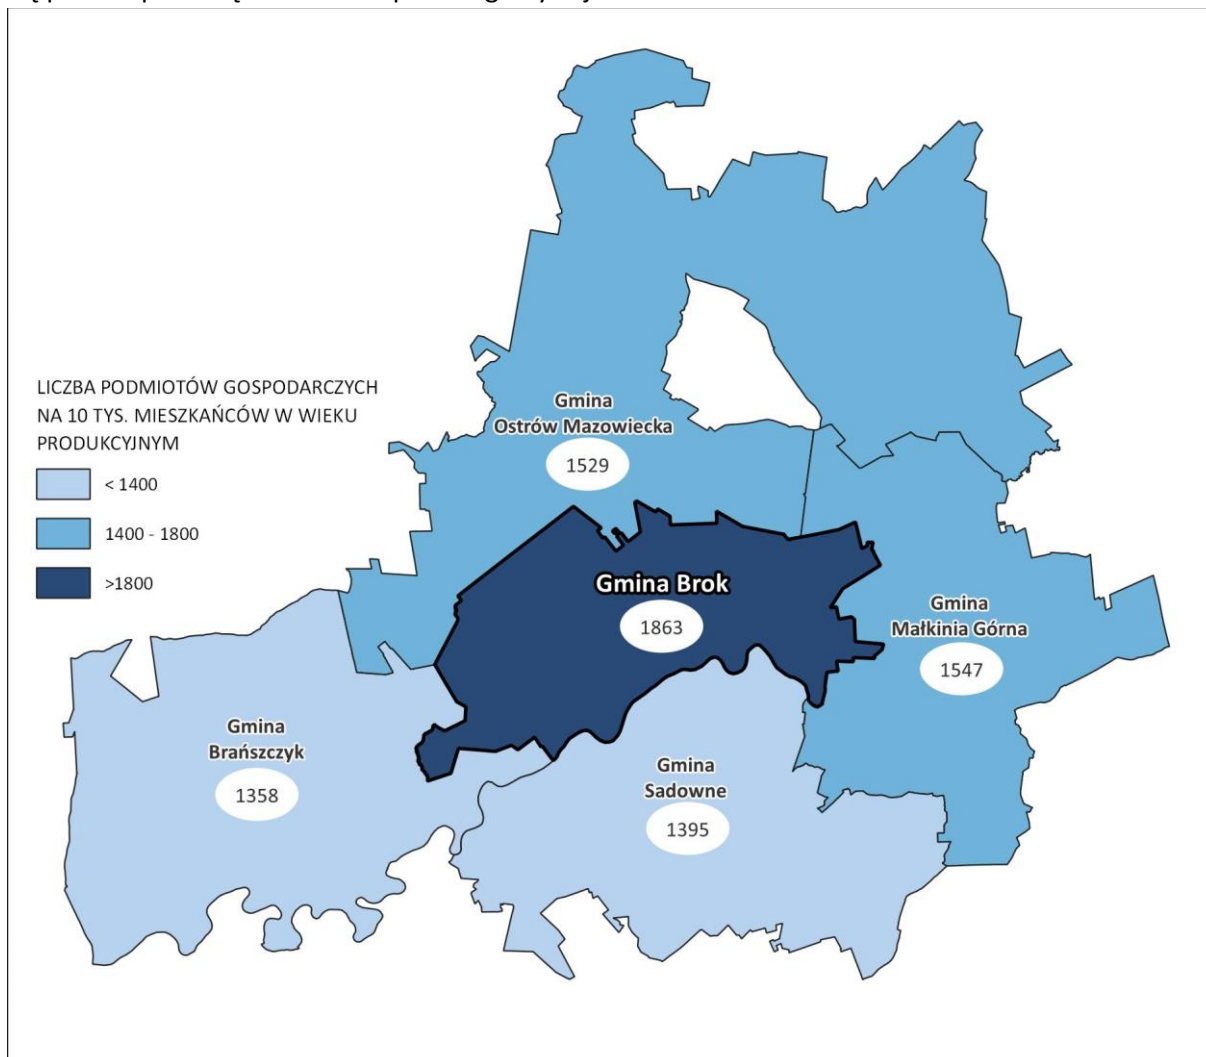 LICZBA PODMIOTÓW GOSPODARCZYCH
NA 10 TYS. MIESZKAŃCÓW W WIEKU
PRODUKCYJNYM
< 1400
1400 - 1800
>1800
Gmina
Ostrów Mazowiecka
1529
Gmina Brok
1863
Gmina
Małkinia Górna
1547
Gmina
Brańszczyk
1358
Gmina
Sadowne
1395